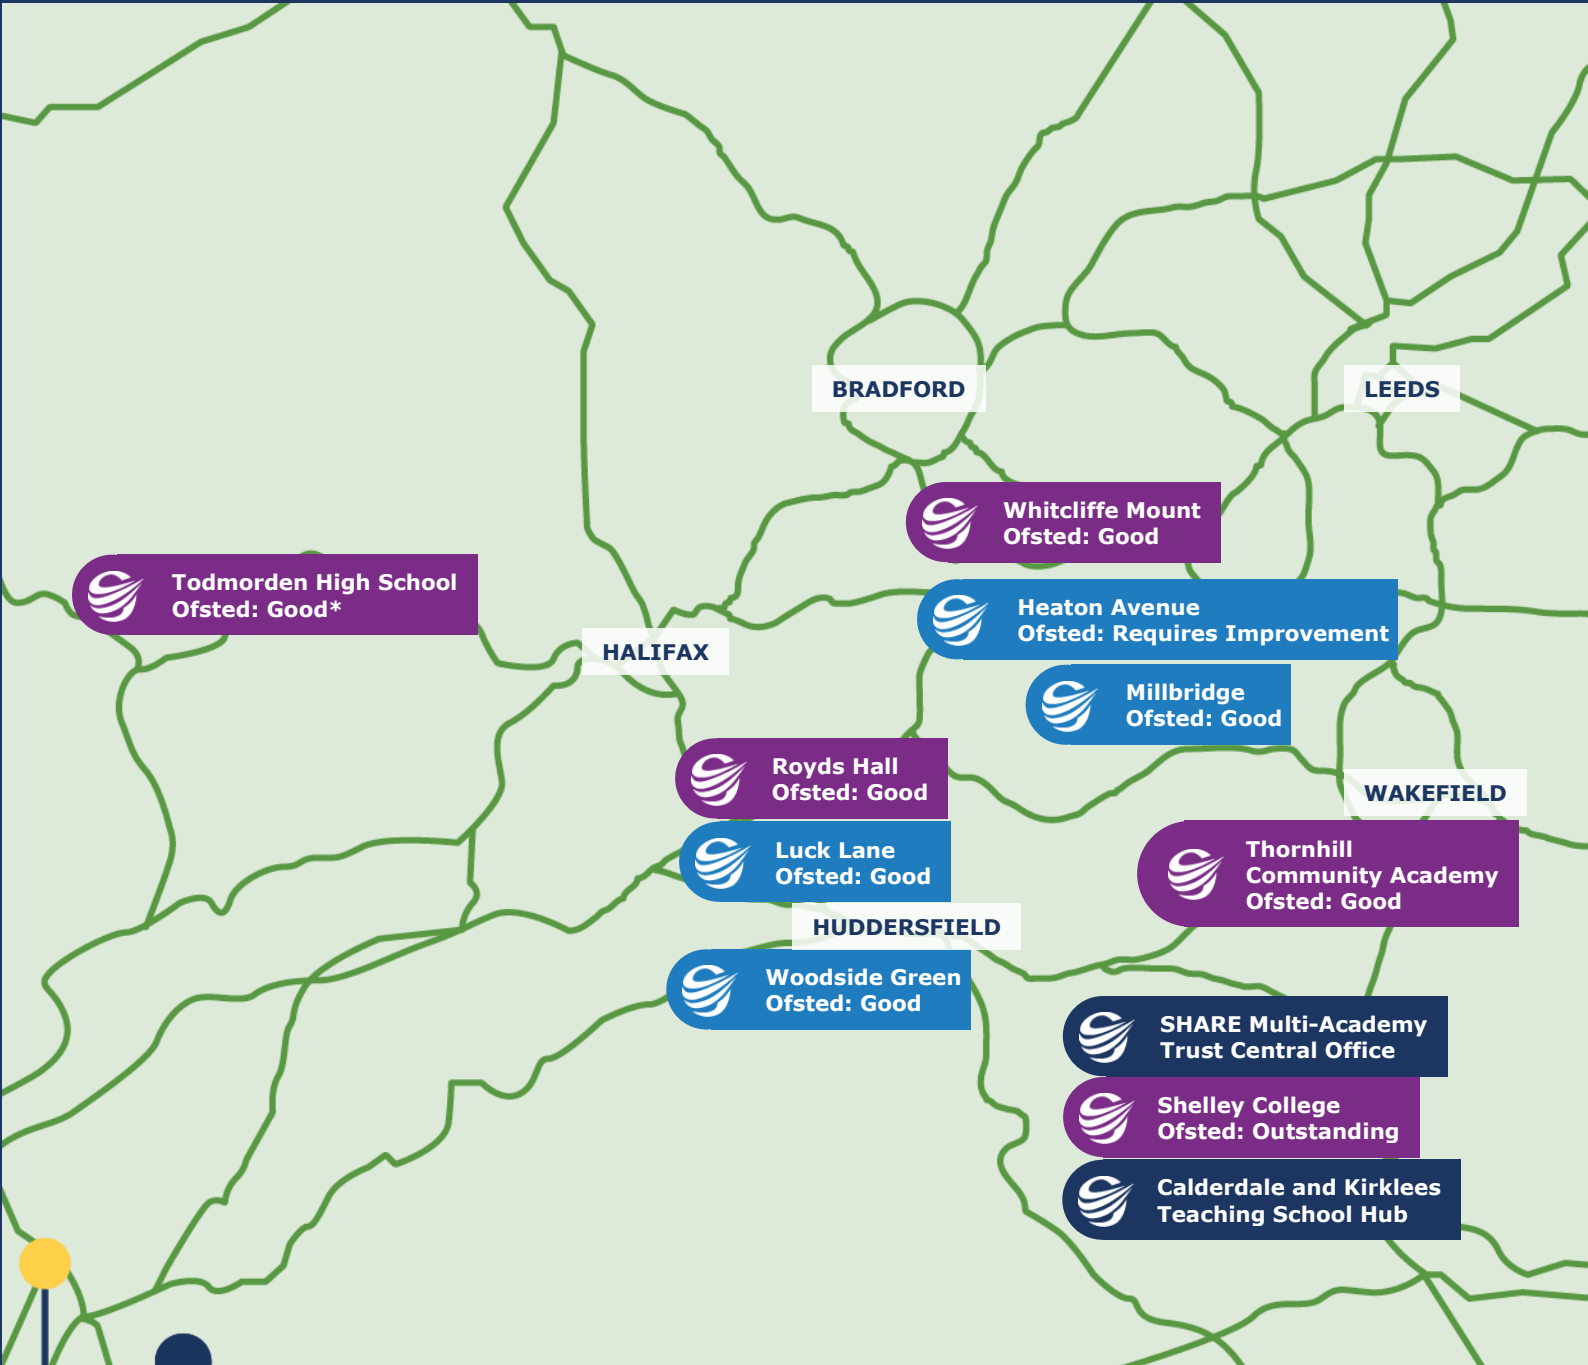 BRADFORD
LEEDS
Whitcliffe Mount
Ofsted: Good
Todmorden High School
Ofsted: Good*
Heaton Avenue
Ofsted: Requires Improvement
HALIFAX
Millbridge
Ofsted: Good
Royds Hall
Ofsted: Good
WAKEFIELD
Luck Lane
Ofsted: Good
Thornhill
Community Academy
Ofsted: Good
HUDDERSFIELD
Woodside Green
Ofsted: Good
SHARE Multi-Academy
Trust Central Office
Shelley College
Ofsted: Outstanding
Calderdale and Kirklees
Teaching School Hub